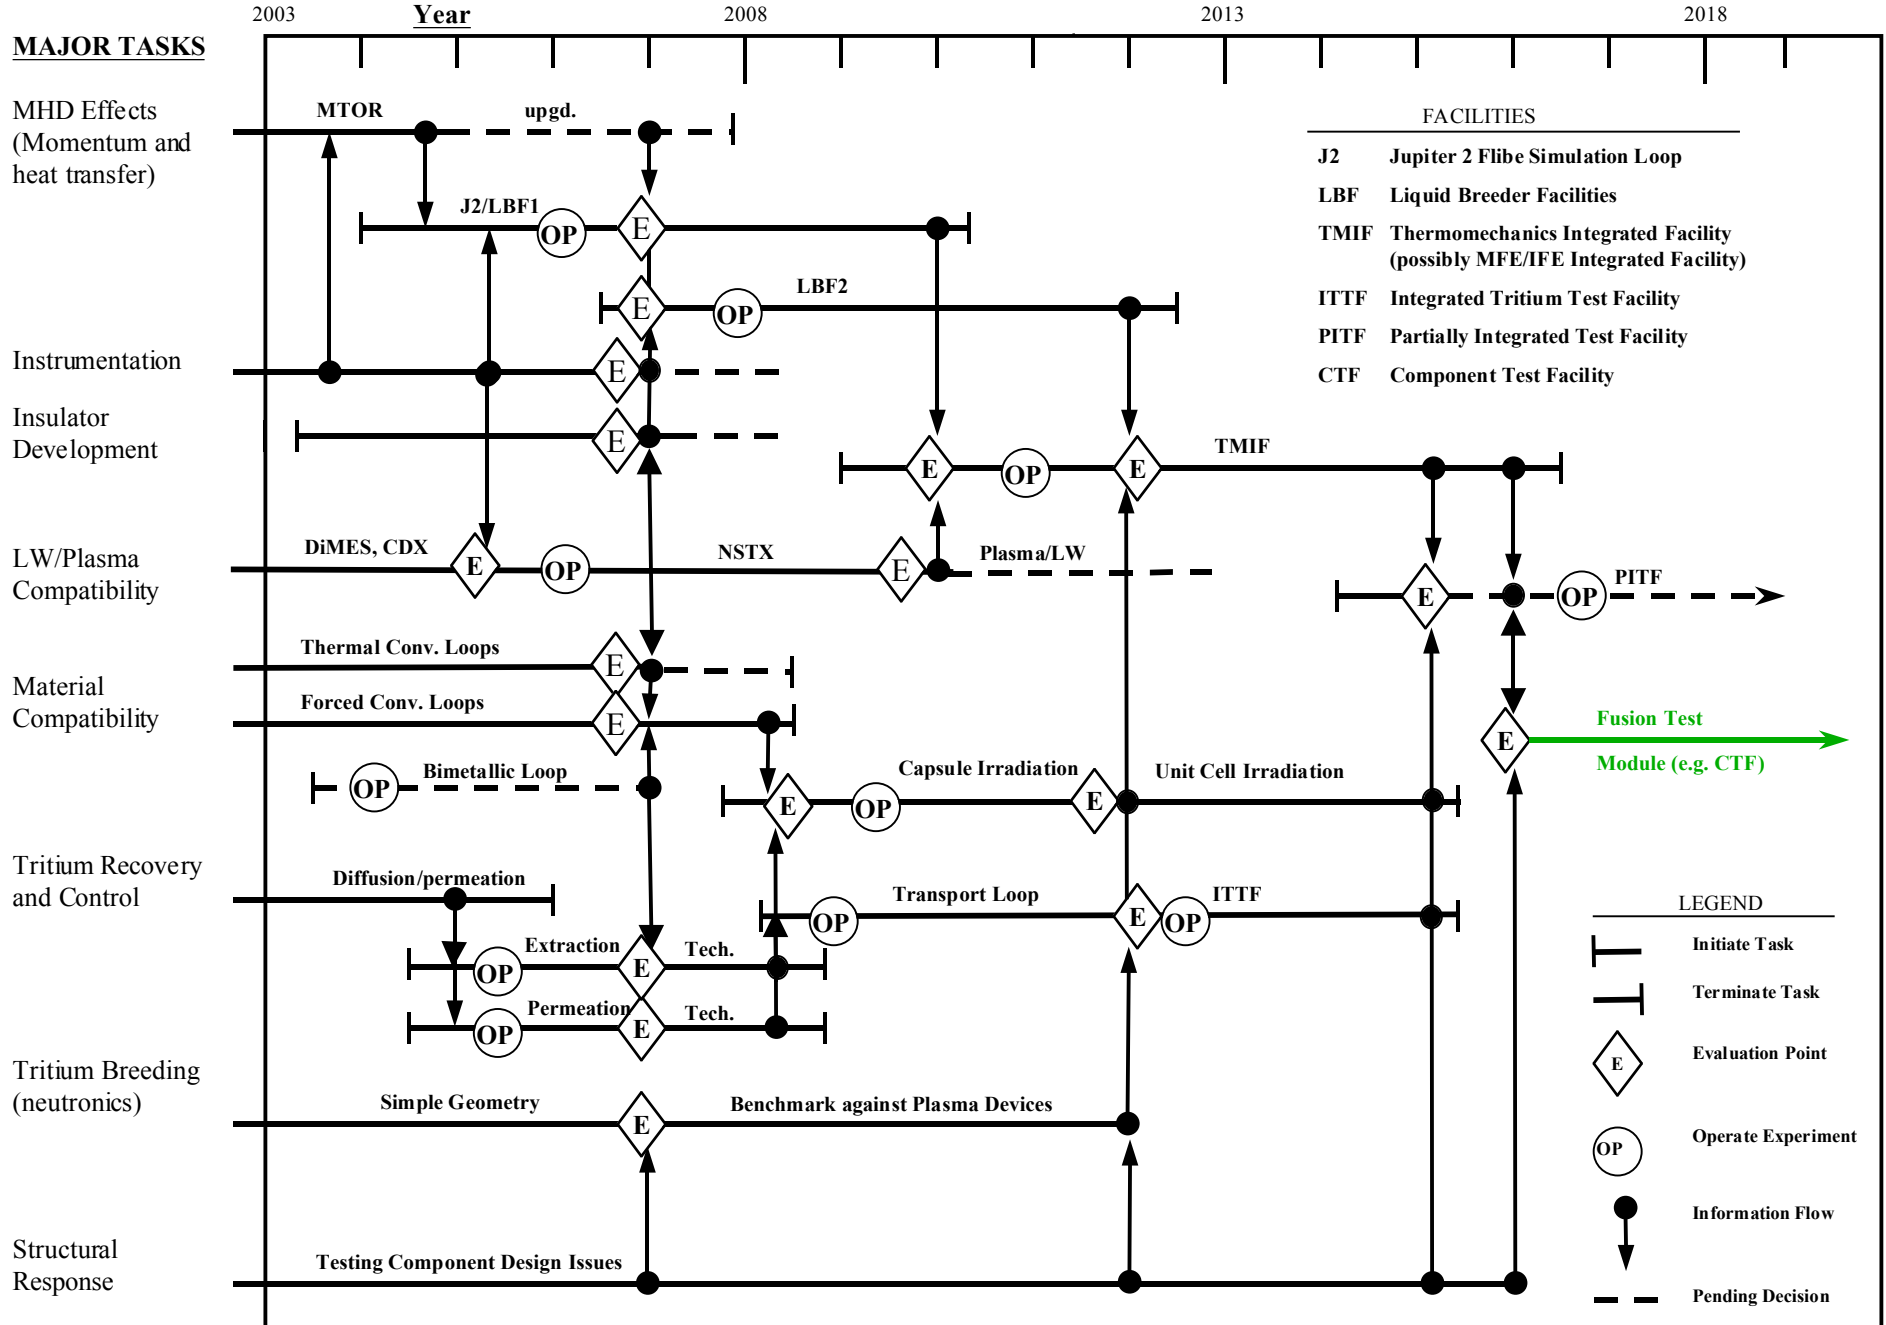 2003 Year 2008 2013 2018
MAJOR TASKS
MHD Effects
(Momentum and
heat transfer)
MTOR upgd.
J2/LBF1
OP E
E OP LBF2
Instrumentation
E
Insulator
Development
E
E OP E TMIF
LW/Plasma
Compatibility
DiMES, CDX
E OP NSTX E Plasma/LW
E OP PITF
Material
Compatibility
Thermal Conv. Loops
E
Forced Conv. Loops
E
OP Bimetallic Loop
E OP Capsule Irradiation E Unit Cell Irradiation
E Fusion Test
Module (e.g. CTF)
Tritium Recovery
and Control
Diffusion/permeation
OP Transport Loop E OP ITTF
OP Extraction E Tech.
OP Permeation E Tech.
Tritium Breeding
(neutronics)
Simple Geometry E Benchmark against Plasma Devices
Structural
Response
Testing Component Design Issues
FACILITIES
J2 Jupiter 2 Flibe Simulation Loop
LBF Liquid Breeder Facilities
TMIF Thermomechanics Integrated Facility
(possibly MFE/IFE Integrated Facility)
ITTF Integrated Tritium Test Facility
PITF Partially Integrated Test Facility
CTF Component Test Facility
LEGEND
Initiate Task
Terminate Task
E Evaluation Point
OP Operate Experiment
Information Flow
Pending Decision